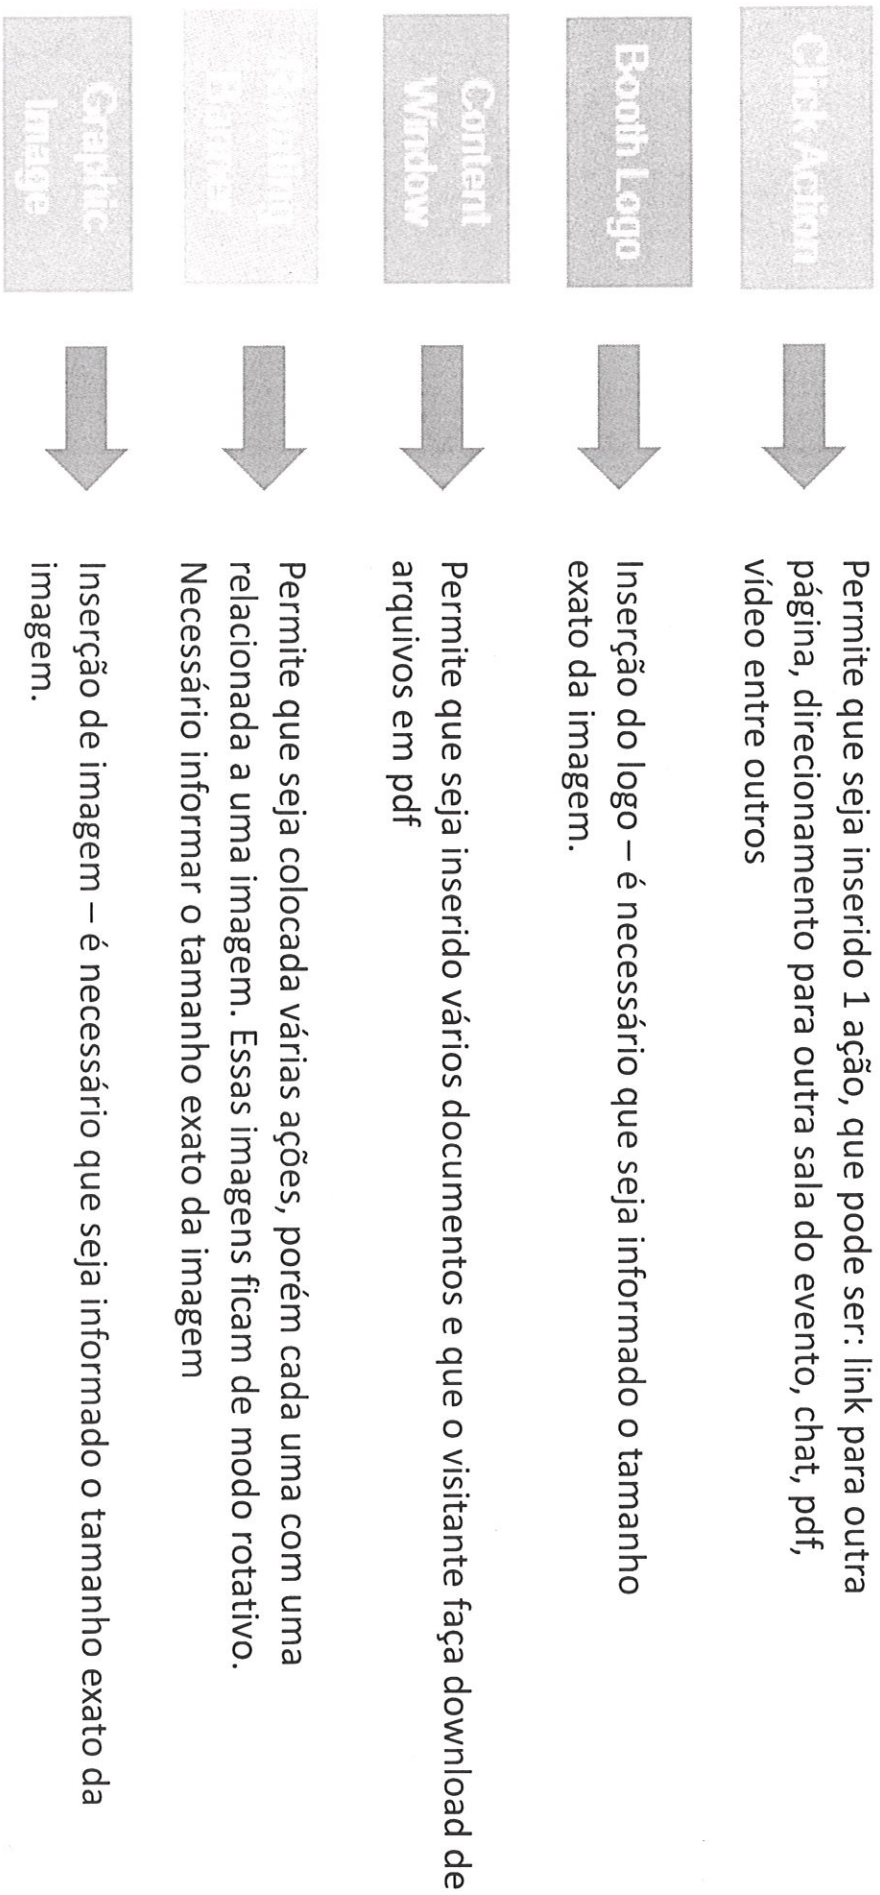 Click Action
Permite que seja inserido 1 ação, que pode ser: link para outra
página, direcionamento para outra sala do evento, chat, pdf,
vídeo entre outros
Booth Logo
Inserção do logo – é necessário que seja informado o tamanho
exato da imagem.
Content
Window
Permite que seja inserido vários documentos e que o visitante faça download de
arquivos em pdf
Rotating
Banner
Permite que seja colocada várias ações, porém cada uma com uma
relacionada a uma imagem. Essas imagens ficam de modo rotativo.
Necessário informar o tamanho exato da imagem
Graphic
Image
Inserção de imagem – é necessário que seja informado o tamanho exato da
imagem.